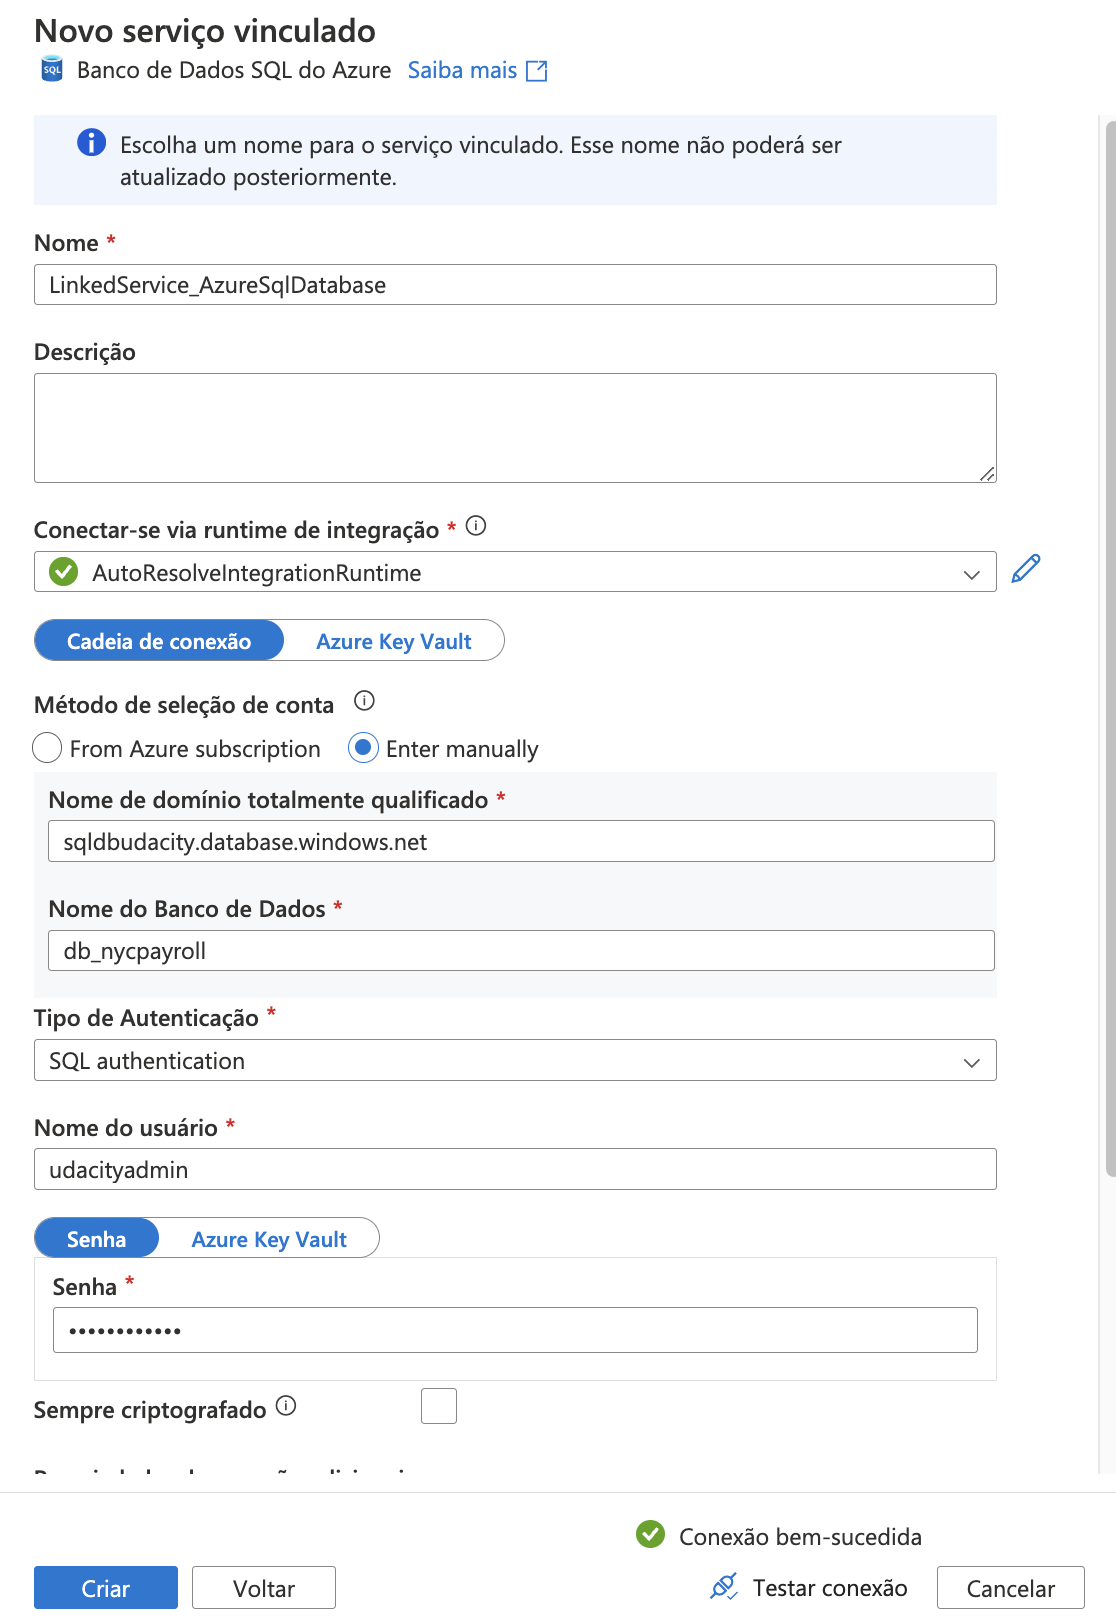 Novo serviço vinculado
SQL Banco de Dados SQL do Azure Saiba mais
Escolha um nome para o serviço vinculado. Esse nome não poderá ser
atualizado posteriormente.
Nome *
LinkedService_AzureSqlDatabase
Descrição
Conectar-se via runtime de integração *
AutoResolveIntegrationRuntime
Cadeia de conexão Azure Key Vault
Método de seleção de conta
From Azure subscription Enter manually
Nome de domínio totalmente qualificado *
sqldbudacity.database.windows.net
Nome do Banco de Dados *
db_nycpayroll
Tipo de Autenticação *
SQL authentication
Nome do usuário *
udacityadmin
Senha Azure Key Vault
Senha *
••••••••••••
Sempre criptografado
Conexão bem-sucedida
Criar Voltar Testar conexão Cancelar